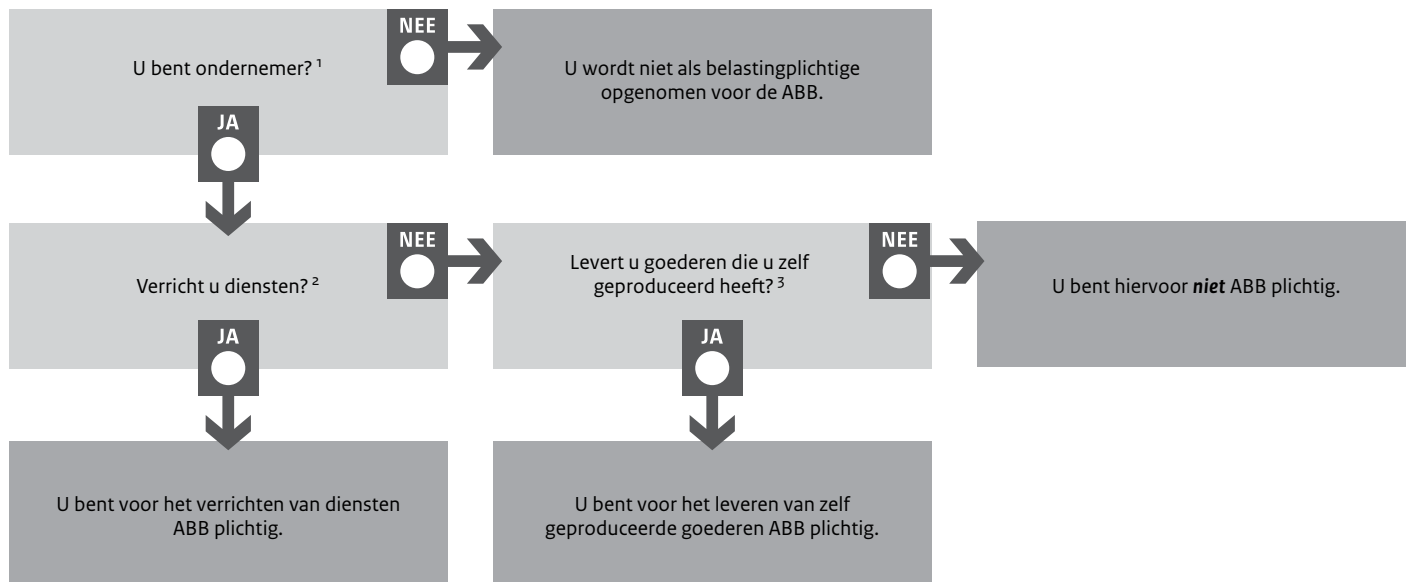 U bent ondernemer? ¹
NEE
U wordt niet als belastingplichtige
opgenomen voor de ABB.
JA
Verricht u diensten? ²
NEE
Levert u goederen die u zelf
geproduceerd heeft? ³
NEE
U bent hiervoor niet ABB plichtig.
JA
JA
U bent voor het verrichten van diensten
ABB plichtig.
U bent voor het leveren van zelf
geproduceerde goederen ABB plichtig.